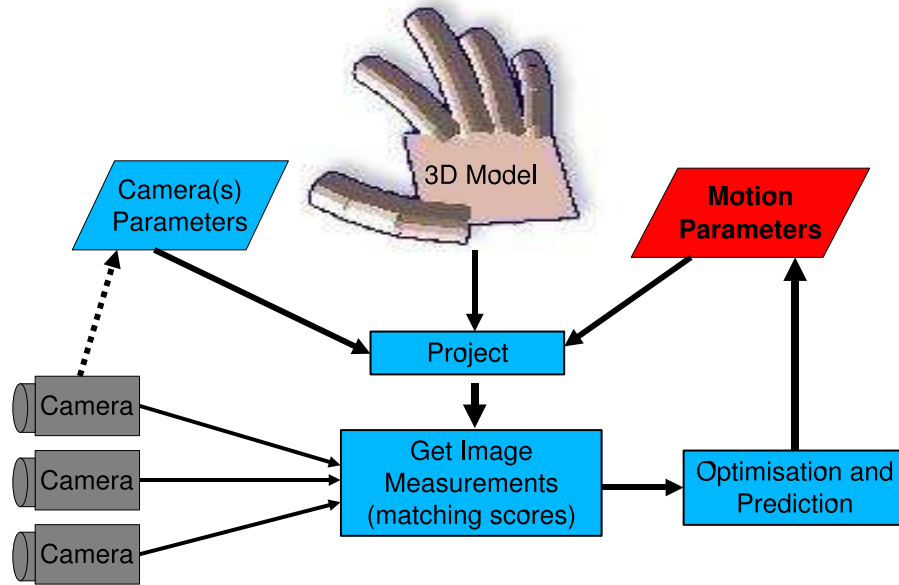 3D Model
Camera(s)
Parameters
Motion
Parameters
Project
Camera
Camera
Camera
Get Image
Measurements
(matching scores)
Optimisation and
Prediction